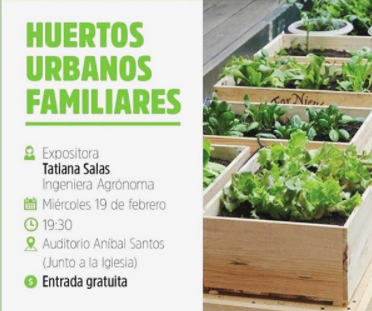 HUERTOS
URBANOS
FAMILIARES
Expositora
Tatiana Salas
Ingeniera Agrónoma
Miércoles 19 de febrero
19:30
Auditorio Aníbal Santos
(Junto a la Iglesia)
$ Entrada gratuita